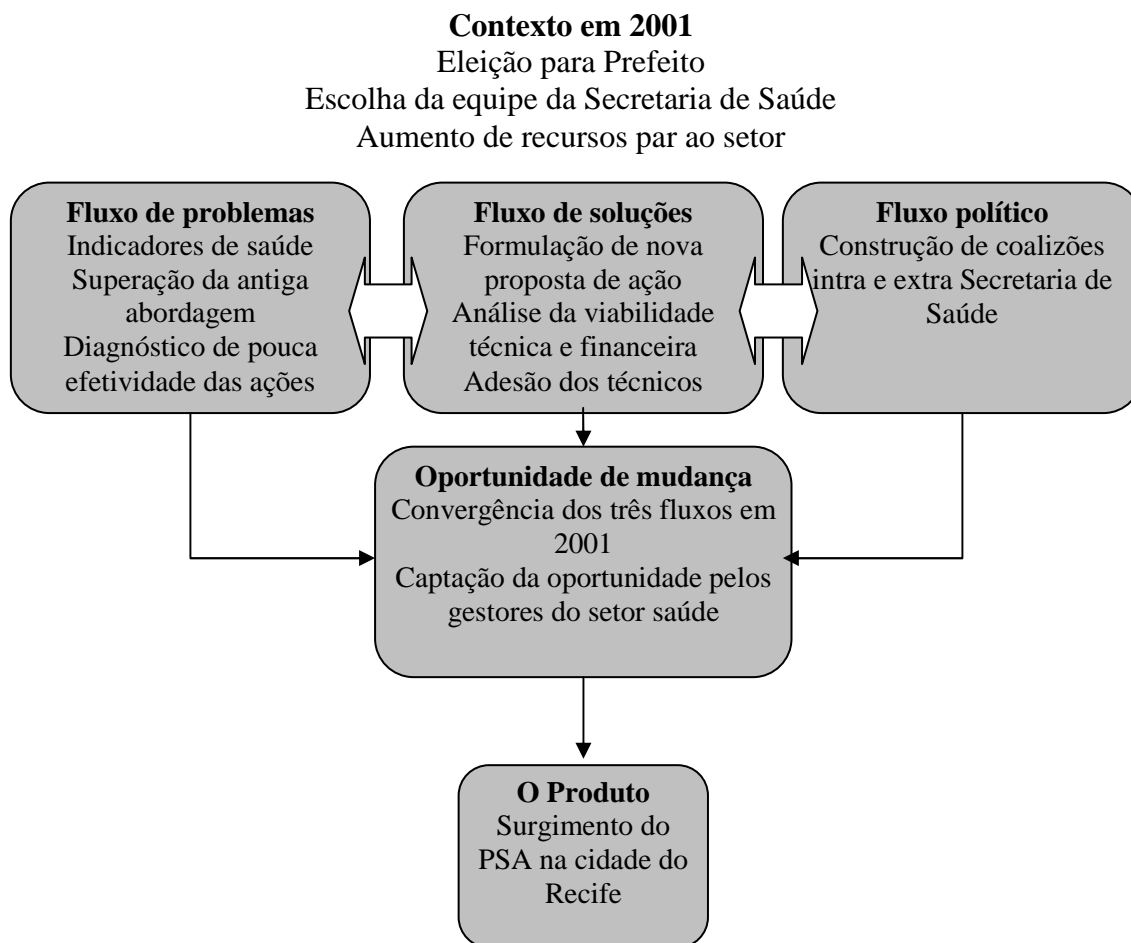 Contexto em 2001
Eleição para Prefeito
Escolha da equipe da Secretaria de Saúde
Aumento de recursos par ao setor
Fluxo de problemas
Indicadores de saúde
Superação da antiga
abordagem
Diagnóstico de pouca
efetividade das ações
Fluxo de soluções
Formulação de nova
proposta de ação
Análise da viabilidade
técnica e financeira
Adesão dos técnicos
Fluxo político
Construção de coalizões
intra e extra Secretaria de
Saúde
Oportunidade de mudança
Convergência dos três fluxos em
2001
Captação da oportunidade pelos
gestores do setor saúde
O Produto
Surgimento do
PSA na cidade do
Recife